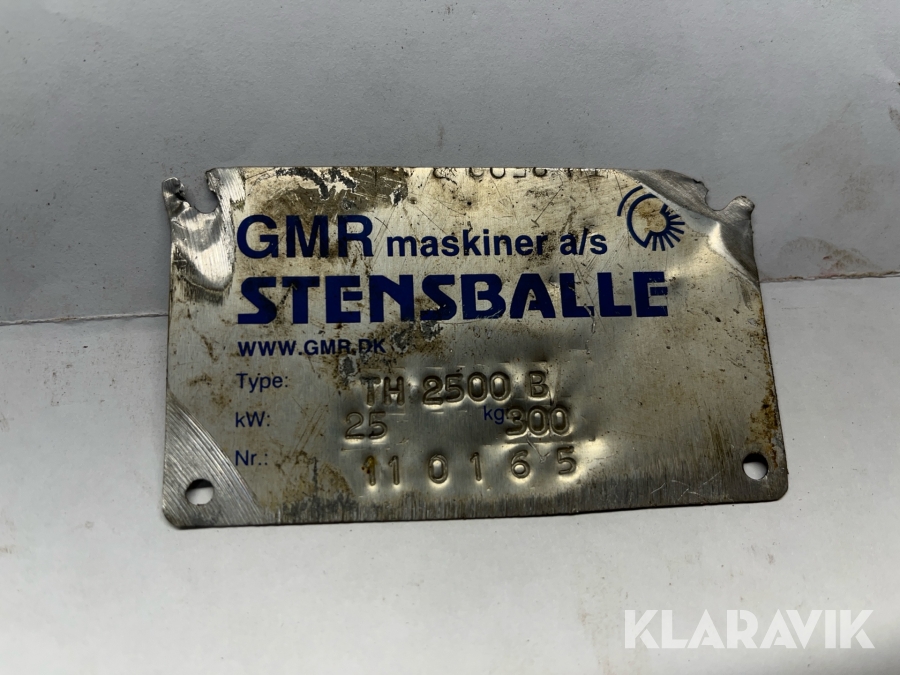 GMR maskiner a/s
STENSBALLE
WWW.GMR.DK
Type: TH 2500 B
kW: 25 kg 300
Nr.: 110165
KLARAVIK